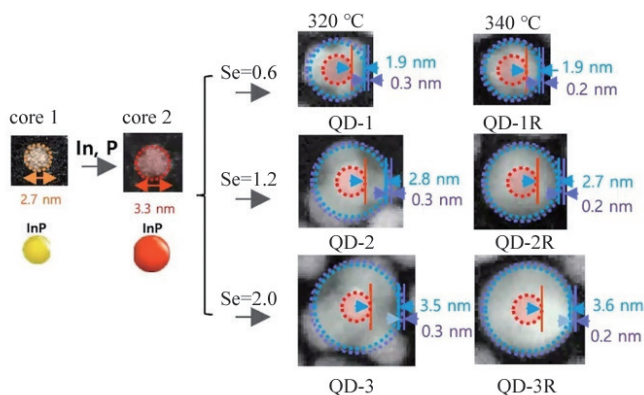 320 ℃
340 ℃
Se=0.6
1.9 nm
0.3 nm
1.9 nm
0.2 nm
QD-1
QD-1R
core 1
core 2
In, P
2.7 nm
3.3 nm
InP
InP
Se=1.2
2.8 nm
0.3 nm
2.7 nm
0.2 nm
QD-2
QD-2R
Se=2.0
3.5 nm
0.3 nm
3.6 nm
0.2 nm
QD-3
QD-3R